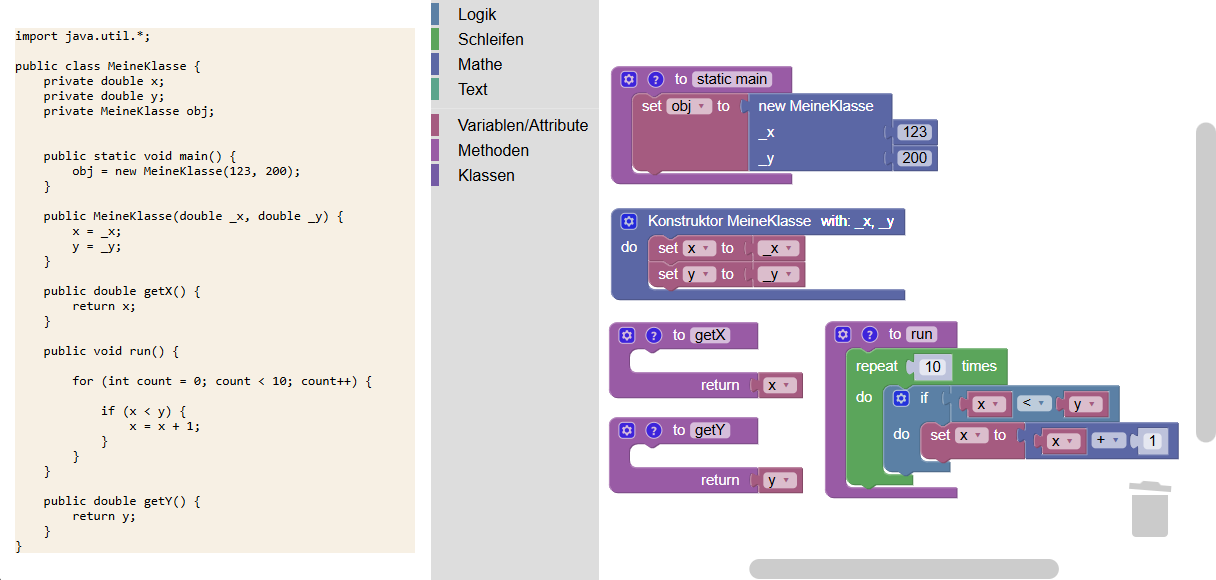 import java.util.*;
public class MeineKlasse {
private double x;
private double y;
private MeineKlasse obj;
public static void main() {
obj = new MeineKlasse(123, 200);
}
public MeineKlasse(double _x, double _y) {
x = _x;
y = _y;
}
public double getX() {
return x;
}
public void run() {
for (int count = 0; count < 10; count++) {
if (x < y) {
x = x + 1;
}
}
}
public double getY() {
return y;
}
}
Logik
Schleifen
Mathe
Text
Variablen/Attribute
Methoden
Klassen
? to static main
set obj to new MeineKlasse
_x 123
_y 200
Konstruktor MeineKlasse with: _x, _y
do set x to _x
set y to _y
? to getX
return x
? to getY
return y
? to run
repeat 10 times
do if x < y
do set x to x + 1